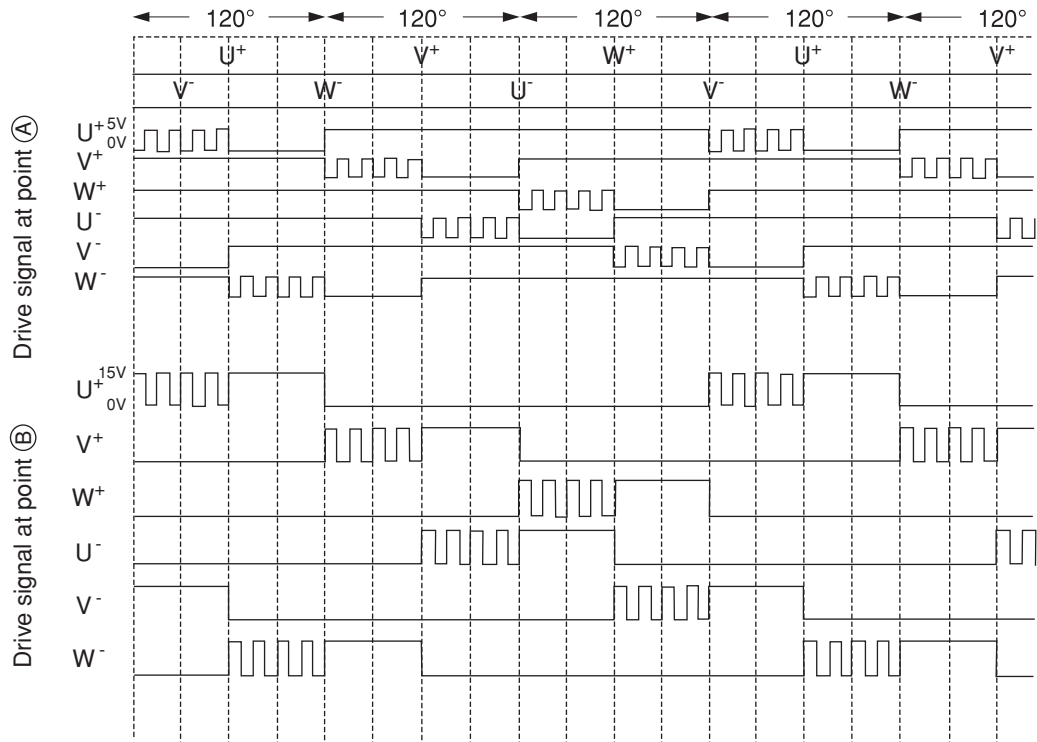 120° 120° 120° 120° 120°
U⁺ V⁺ W⁺ U⁺ V⁺
V⁻ W⁻ U⁻ V⁻ W⁻
Drive signal at point Ⓐ
U⁺ 5V
0V
V⁺
W⁺
U⁻
V⁻
W⁻
Drive signal at point Ⓑ
U⁺ 15V
0V
V⁺
W⁺
U⁻
V⁻
W⁻